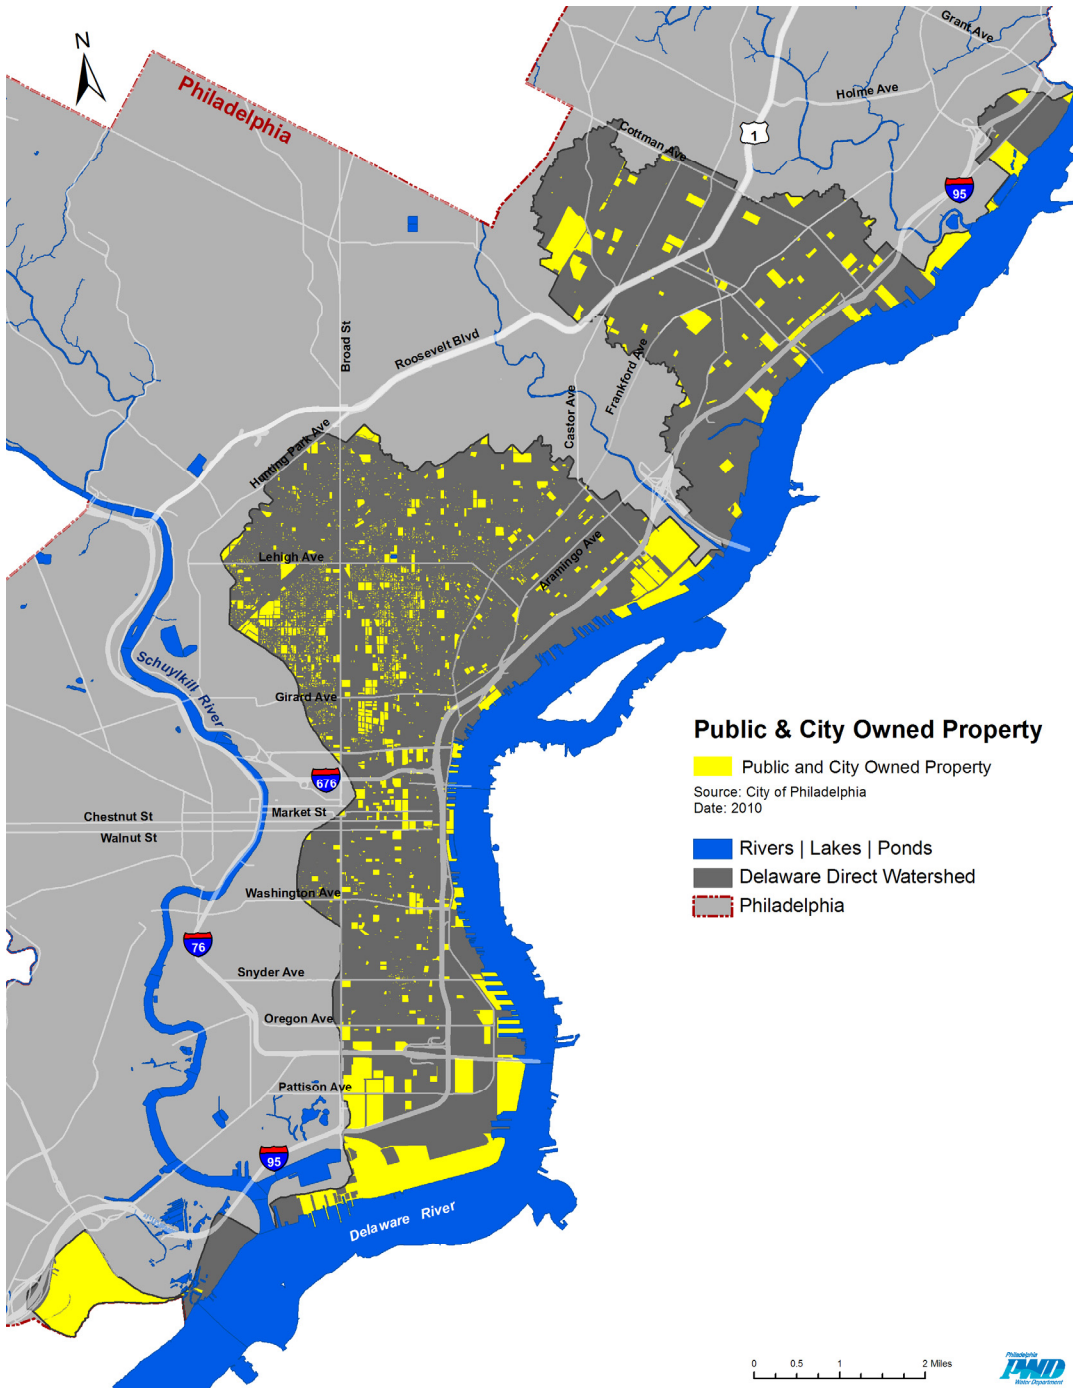 N
Philadelphia
Grant Ave
Holme Ave
Cottman Ave
1
95
Broad St
Roosevelt Blvd
Frankford Ave
Castor Ave
Hunting Park Ave
Lehigh Ave
Aramingo Ave
Schuylkill River
Girard Ave
Public & City Owned Property
Public and City Owned Property
Source: City of Philadelphia
Date: 2010
Rivers | Lakes | Ponds
Delaware Direct Watershed
Philadelphia
676
Market St
Chestnut St
Walnut St
Washington Ave
76
Snyder Ave
Oregon Ave
Pattison Ave
95
Delaware River
0 0.5 1 2 Miles
Philadelphia
PWD
Water Department